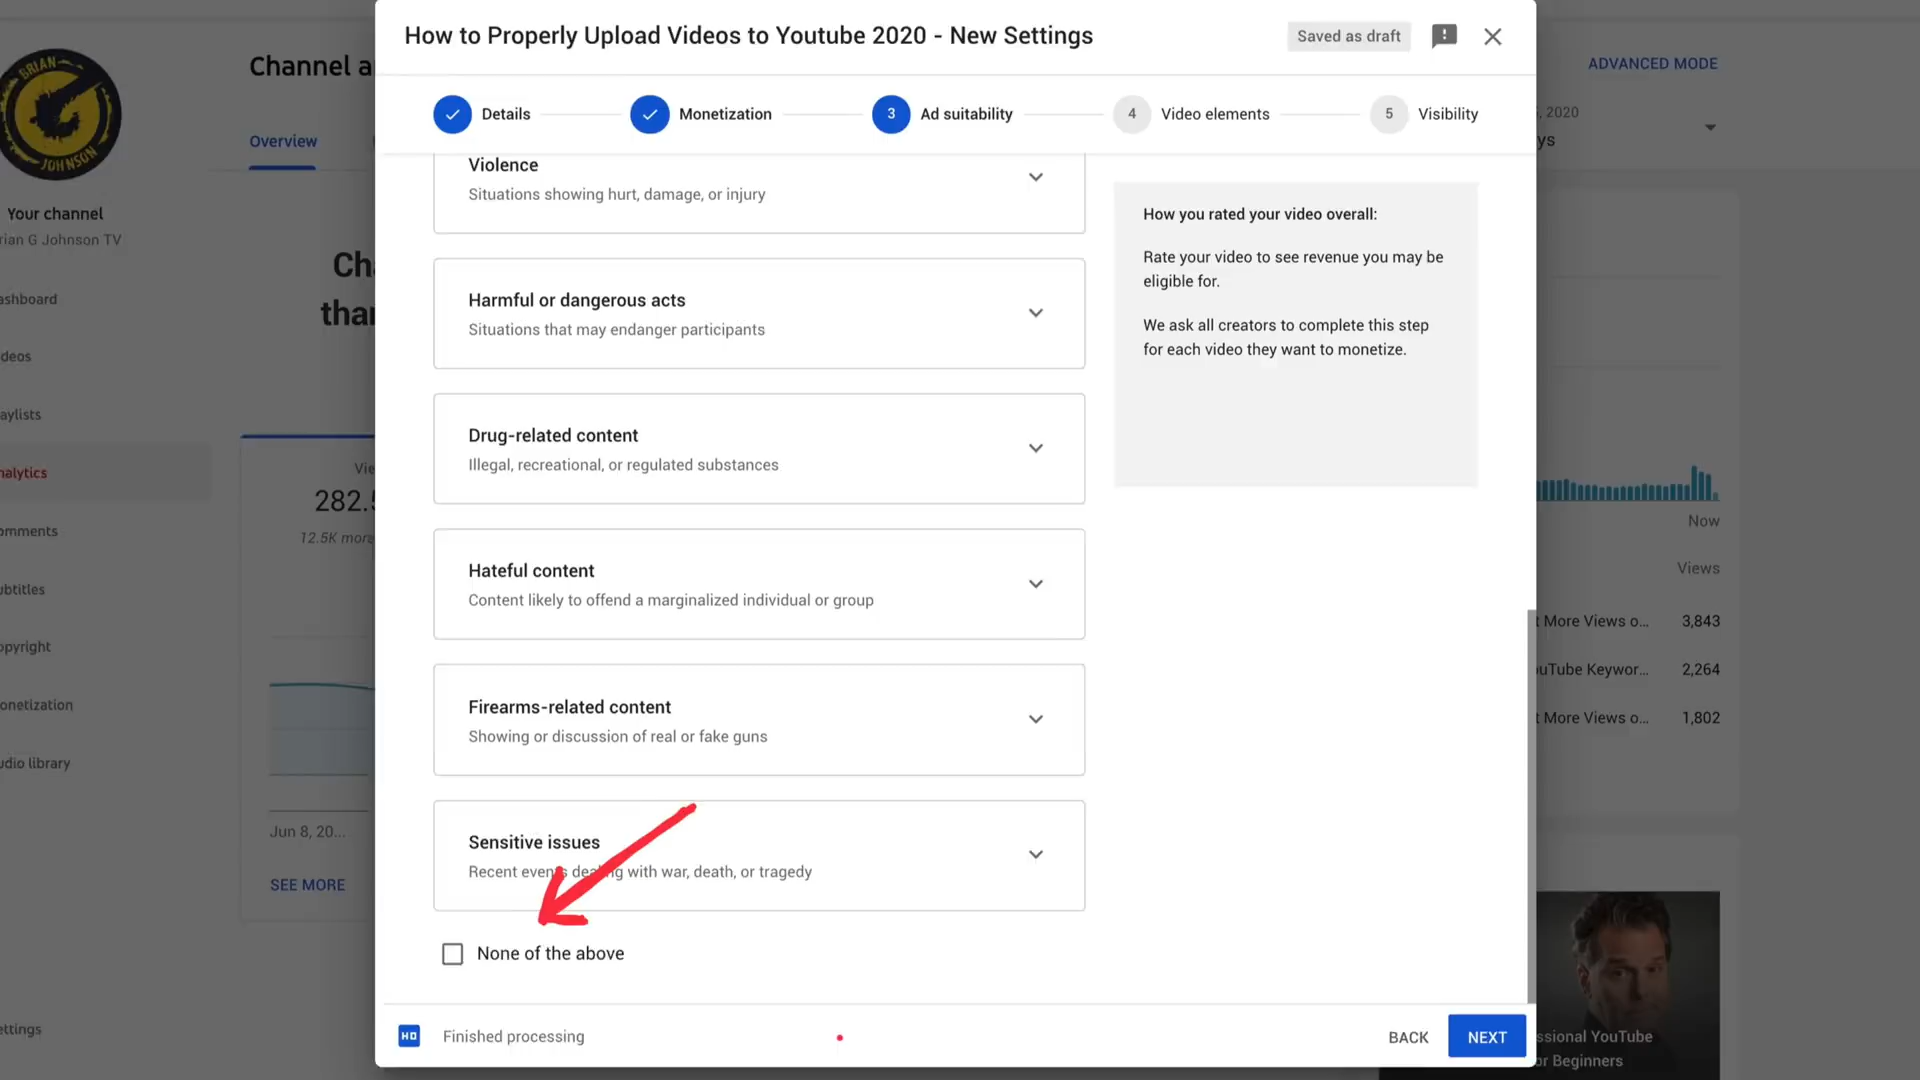 How to Properly Upload Videos to Youtube 2020 - New Settings
Saved as draft
Details
Monetization
3 Ad suitability
4 Video elements
5 Visibility
Violence
Situations showing hurt, damage, or injury
Harmful or dangerous acts
Situations that may endanger participants
Drug-related content
Illegal, recreational, or regulated substances
Hateful content
Content likely to offend a marginalized individual or group
Firearms-related content
Showing or discussion of real or fake guns
Sensitive issues
Recent events dealing with war, death, or tragedy
None of the above
How you rated your video overall:
Rate your video to see revenue you may be
eligible for.
We ask all creators to complete this step
for each video they want to monetize.
HD Finished processing
BACK
NEXT
BRIAN
JOHNSON
Your channel
rian G Johnson TV
ashboard
deos
aylists
nalytics
omments
ubtitles
opyright
onetization
udio library
ettings
Channel a
Overview
Ch
than
Vie
282.5
12.5K more
Jun 8, 20...
SEE MORE
ADVANCED MODE
, 2020
ys
Now
Views
t More Views o... 3,843
uTube Keywor... 2,264
t More Views o... 1,802
ssional YouTube
or Beginners